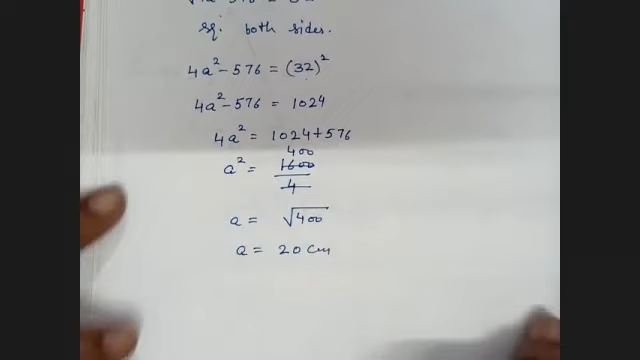 sq. both sides.
4a² - 576 = (32)²
4a² - 576 = 1024
4a² = 1024 + 576
400
a² = 1600
4
a = √400
a = 20 cm